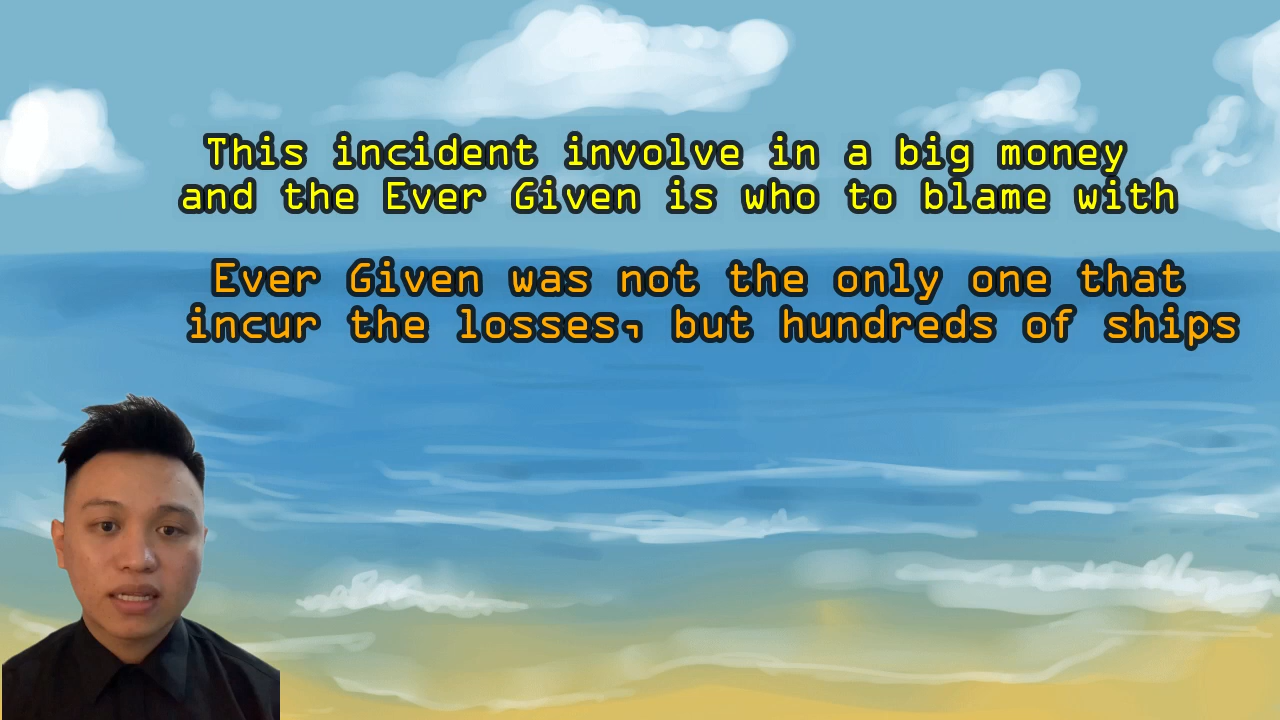 This incident involve in a big money
and the Ever Given is who to blame with
Ever Given was not the only one that
incur the losses, but hundreds of ships